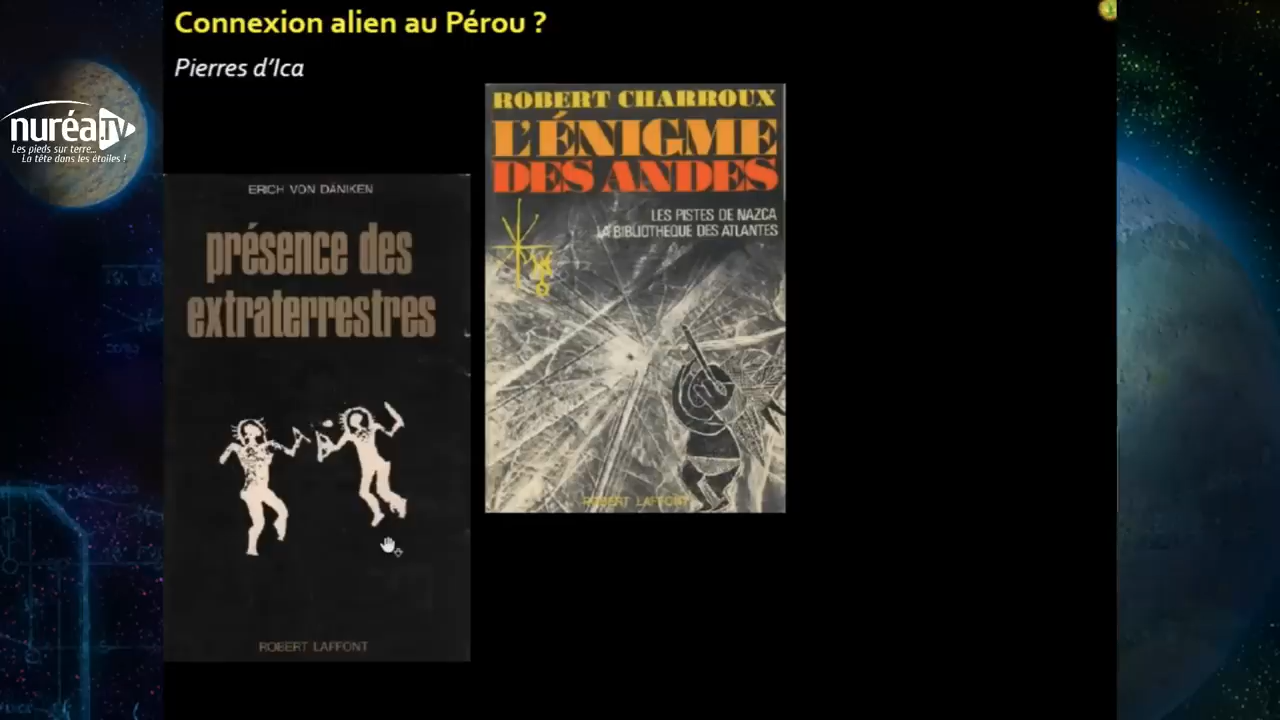 Connexion alien au Pérou ?
Pierres d'Ica
nuréa.TV
Les pieds sur terre...
La tête dans les étoiles !
ERICH VON DÄNIKEN
présence des
extraterrestres
ROBERT LAFFONT
ROBERT CHARROUX
L'ÉNIGME
DES ANDES
LES PISTES DE NAZCA
LA BIBLIOTHEQUE DES ATLANTES
ROBERT LAFFONT